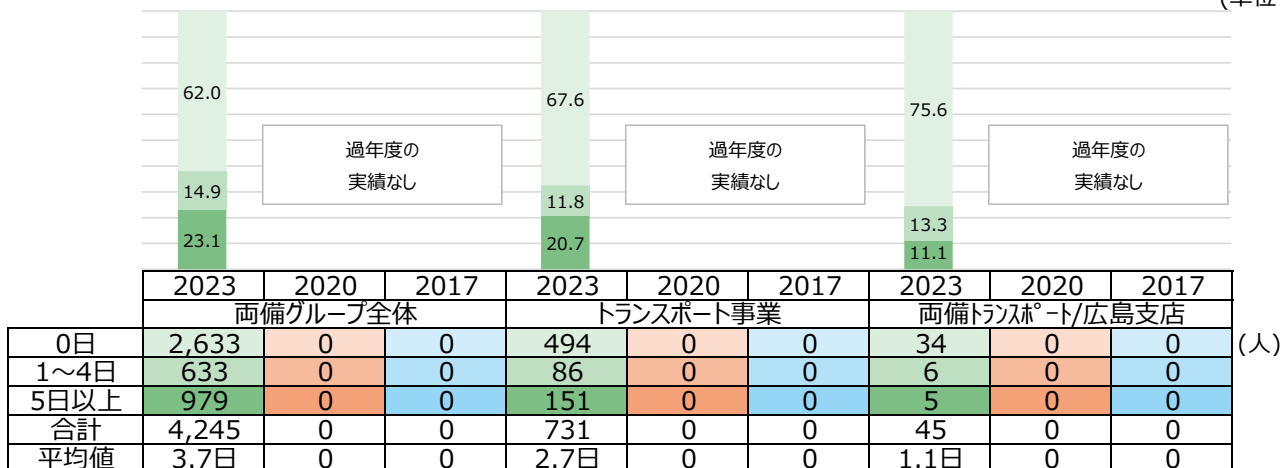 (単位
62.0 67.6 75.6
過年度の 過年度の 過年度の
実績なし 実績なし 実績なし
14.9 11.8 13.3
23.1 20.7 11.1
2023 2020 2017 2023 2020 2017 2023 2020 2017
両備グループ全体 トランスポート事業 両備トランスポート/広島支店
0日 2,633 0 0 494 0 0 34 0 0 (人)
1～4日 633 0 0 86 0 0 6 0 0
5日以上 979 0 0 151 0 0 5 0 0
合計 4,245 0 0 731 0 0 45 0 0
平均値 3.7日 0 0 2.7日 0 0 1.1日 0 0